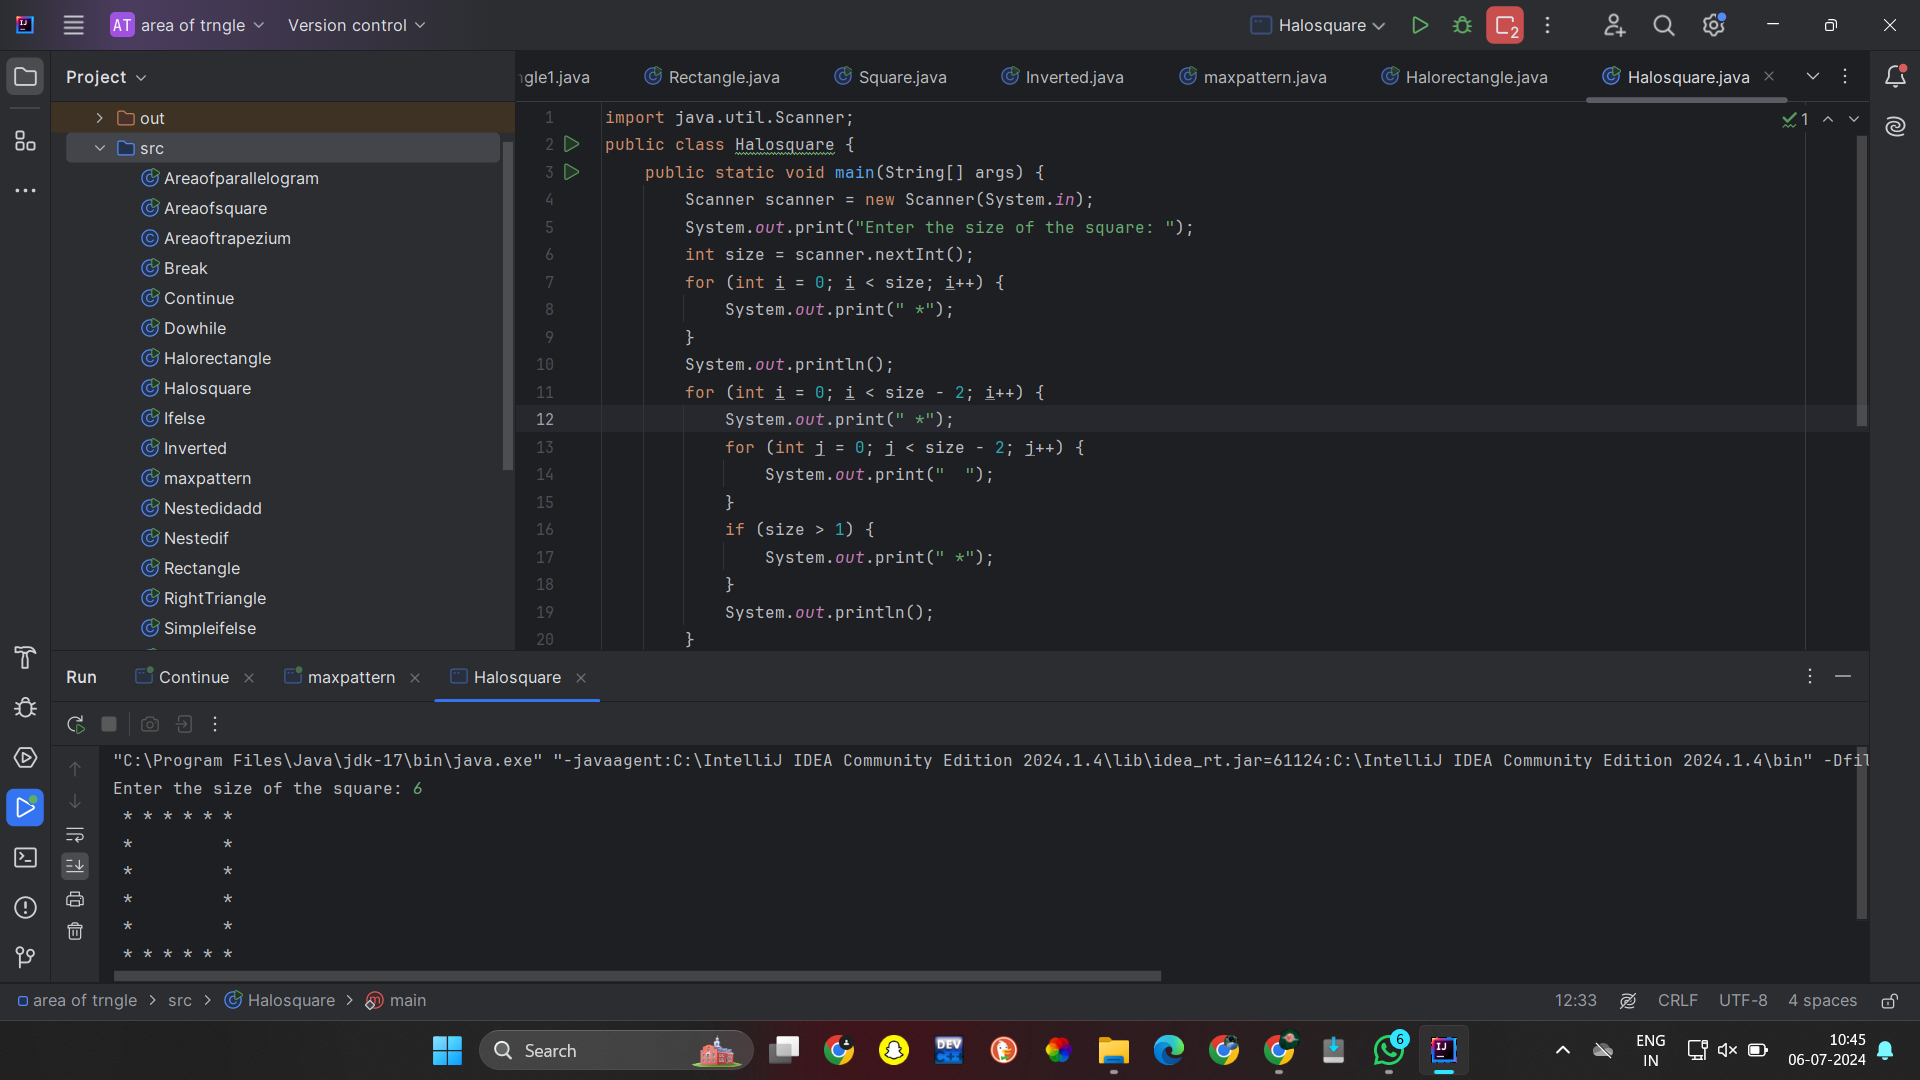 AT area of trngle Version control Halosquare 2
Project
out
src
Areaofparallelogram
Areaofsquare
Areaoftrapezium
Break
Continue
Dowhile
Halorectangle
Halosquare
Ifelse
Inverted
maxpattern
Nestedidadd
Nestedif
Rectangle
RightTriangle
Simpleifelse
ngle1.java Rectangle.java Square.java Inverted.java maxpattern.java Halorectangle.java Halosquare.java
1
1 import java.util.Scanner;
2 public class Halosquare {
3 public static void main(String[] args) {
4 Scanner scanner = new Scanner(System.in);
5 System.out.print("Enter the size of the square: ");
6 int size = scanner.nextInt();
7 for (int i = 0; i < size; i++) {
8 System.out.print(" *");
9 }
10 System.out.println();
11 for (int i = 0; i < size - 2; i++) {
12 System.out.print(" *");
13 for (int j = 0; j < size - 2; j++) {
14 System.out.print("  ");
15 }
16 if (size > 1) {
17 System.out.print(" *");
18 }
19 System.out.println();
20 }
Run Continue maxpattern Halosquare
"C:\Program Files\Java\jdk-17\bin\java.exe" "-javaagent:C:\IntelliJ IDEA Community Edition 2024.1.4\lib\idea_rt.jar=61124:C:\IntelliJ IDEA Community Edition 2024.1.4\bin" -Dfil
Enter the size of the square: 6
* * * * * *
*         *
*         *
*         *
*         *
* * * * * *
area of trngle > src > Halosquare > main 12:33 CRLF UTF-8 4 spaces
Search DEV 6 IJ ENG 10:45
IN 06-07-2024